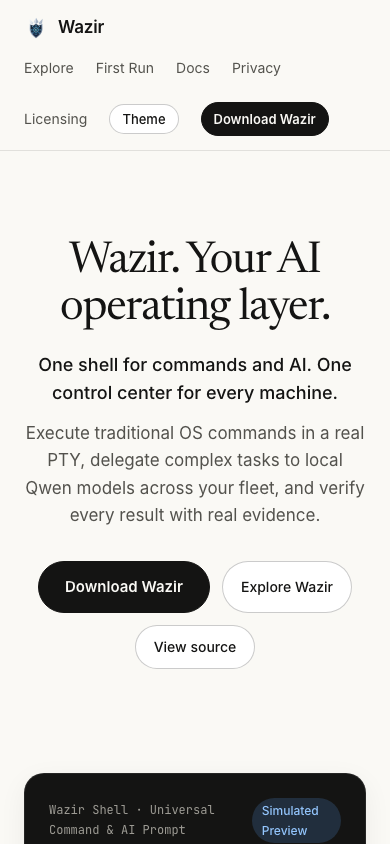 Wazir
Explore First Run Docs Privacy
Licensing Theme Download Wazir
Wazir. Your AI
operating layer.
One shell for commands and AI. One
control center for every machine.
Execute traditional OS commands in a real
PTY, delegate complex tasks to local
Qwen models across your fleet, and verify
every result with real evidence.
Download Wazir Explore Wazir
View source
Wazir Shell · Universal
Command & AI Prompt
Simulated
Preview